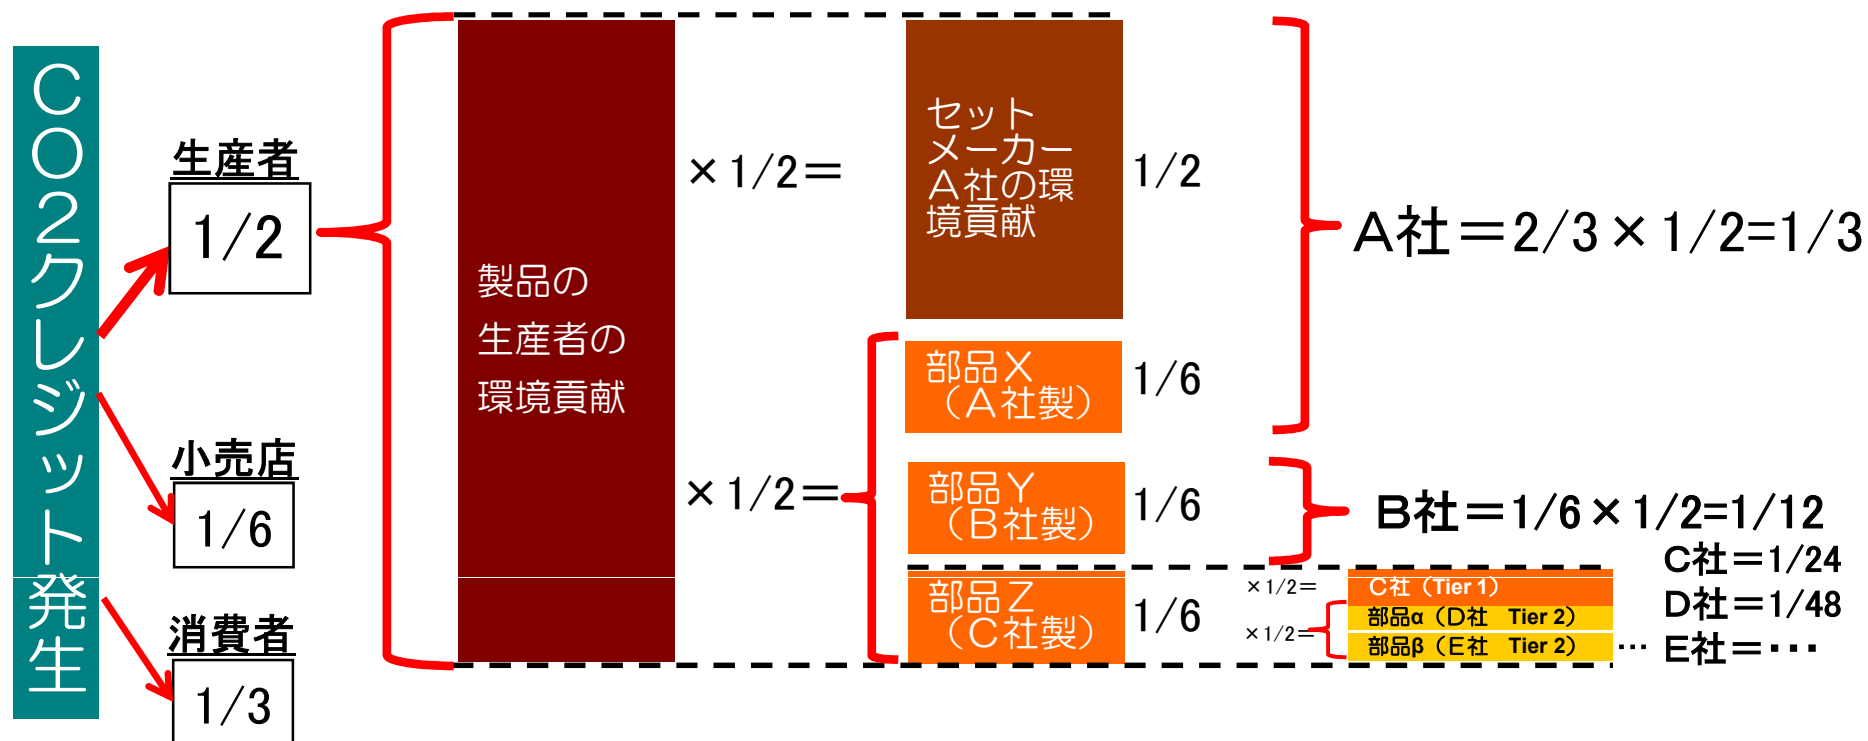 CO2クレジット発生
生産者
1/2
小売店
1/6
消費者
1/3
製品の
生産者の
環境貢献
×1/2＝
×1/2＝
セット
メーカー
A社の環
境貢献
1/2
部品X
（A社製）
1/6
部品Y
（B社製）
1/6
部品Z
（C社製）
1/6
A社＝2/3×1/2=1/3
B社＝1/6×1/2=1/12
×1/2＝
×1/2＝
C社（Tier 1）
部品α（D社　Tier 2）
部品β（E社　Tier 2）
…
C社＝1/24
D社＝1/48
E社＝…